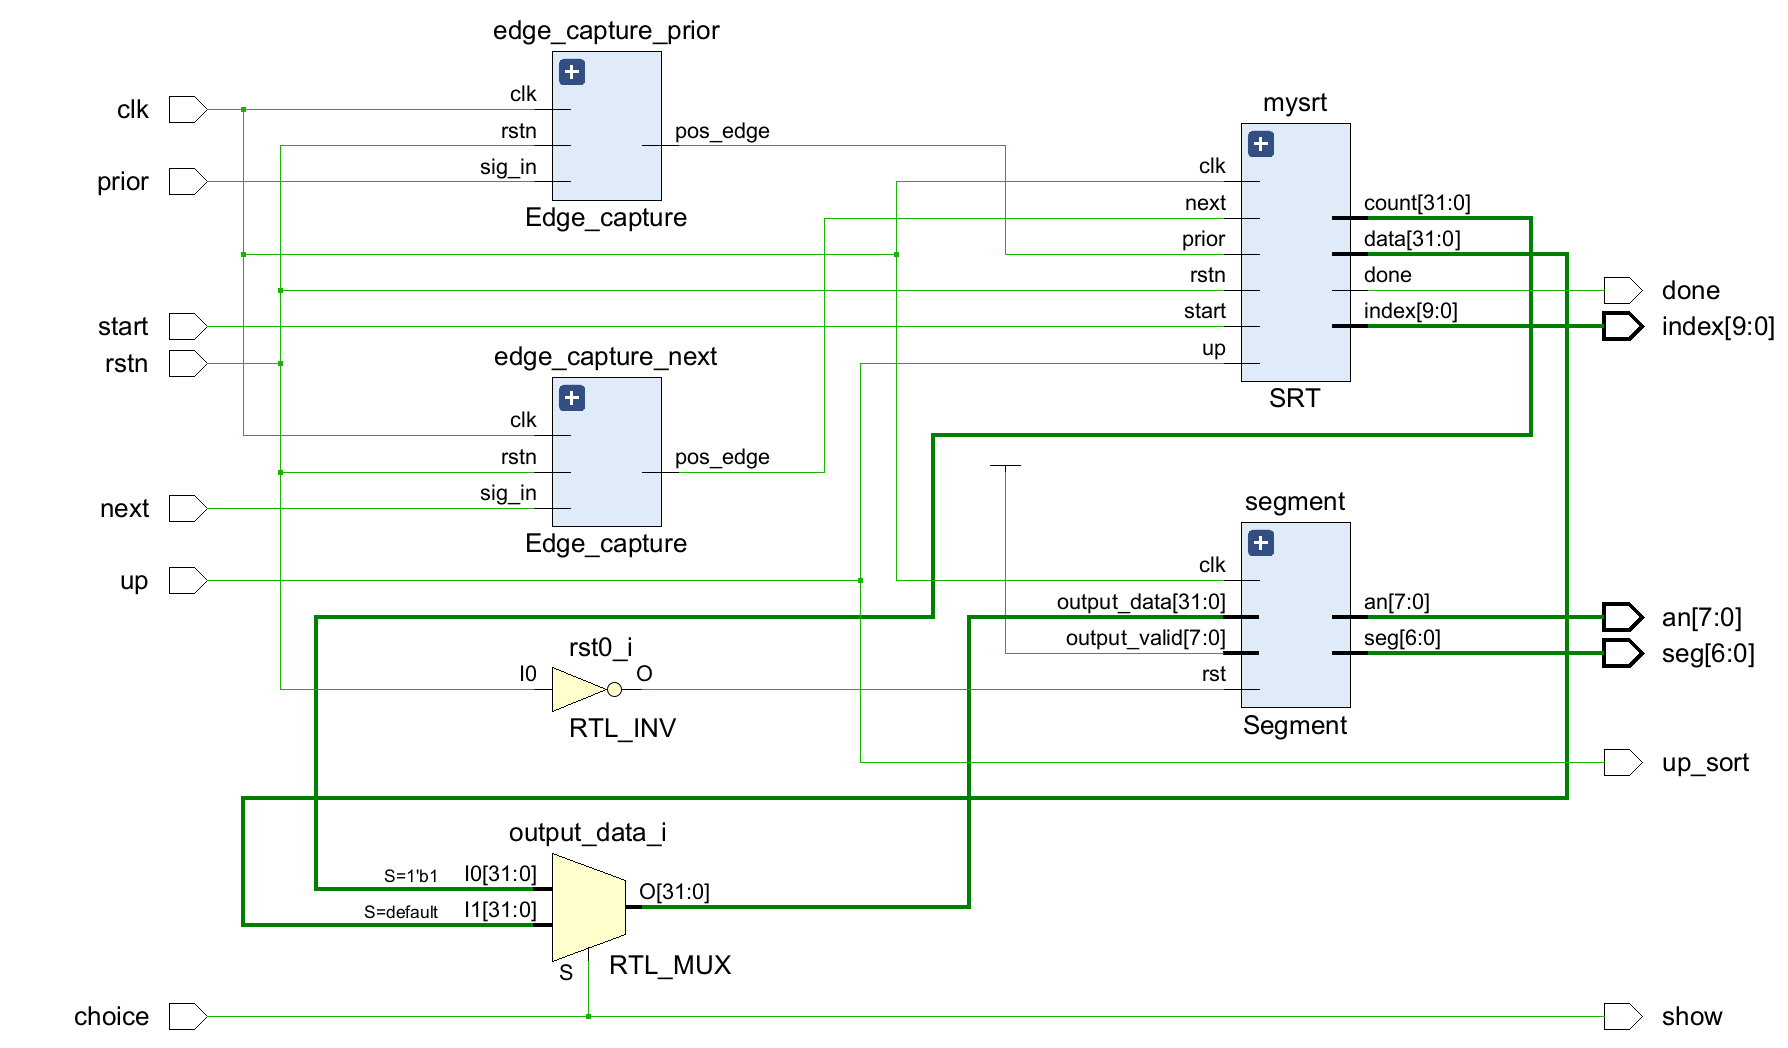 edge_capture_prior
clk
clk
rstn
pos_edge
prior
sig_in
Edge_capture
mysrt
clk
next
count[31:0]
prior
data[31:0]
rstn
done
done
start
start
index[9:0]
index[9:0]
rstn
up
SRT
edge_capture_next
clk
rstn
pos_edge
next
sig_in
Edge_capture
segment
up
clk
output_data[31:0]
an[7:0]
an[7:0]
output_valid[7:0]
seg[6:0]
seg[6:0]
rst
Segment
rst0_i
I0
O
RTL_INV
up_sort
output_data_i
S=1'b1
I0[31:0]
S=default
I1[31:0]
O[31:0]
S
RTL_MUX
choice
show